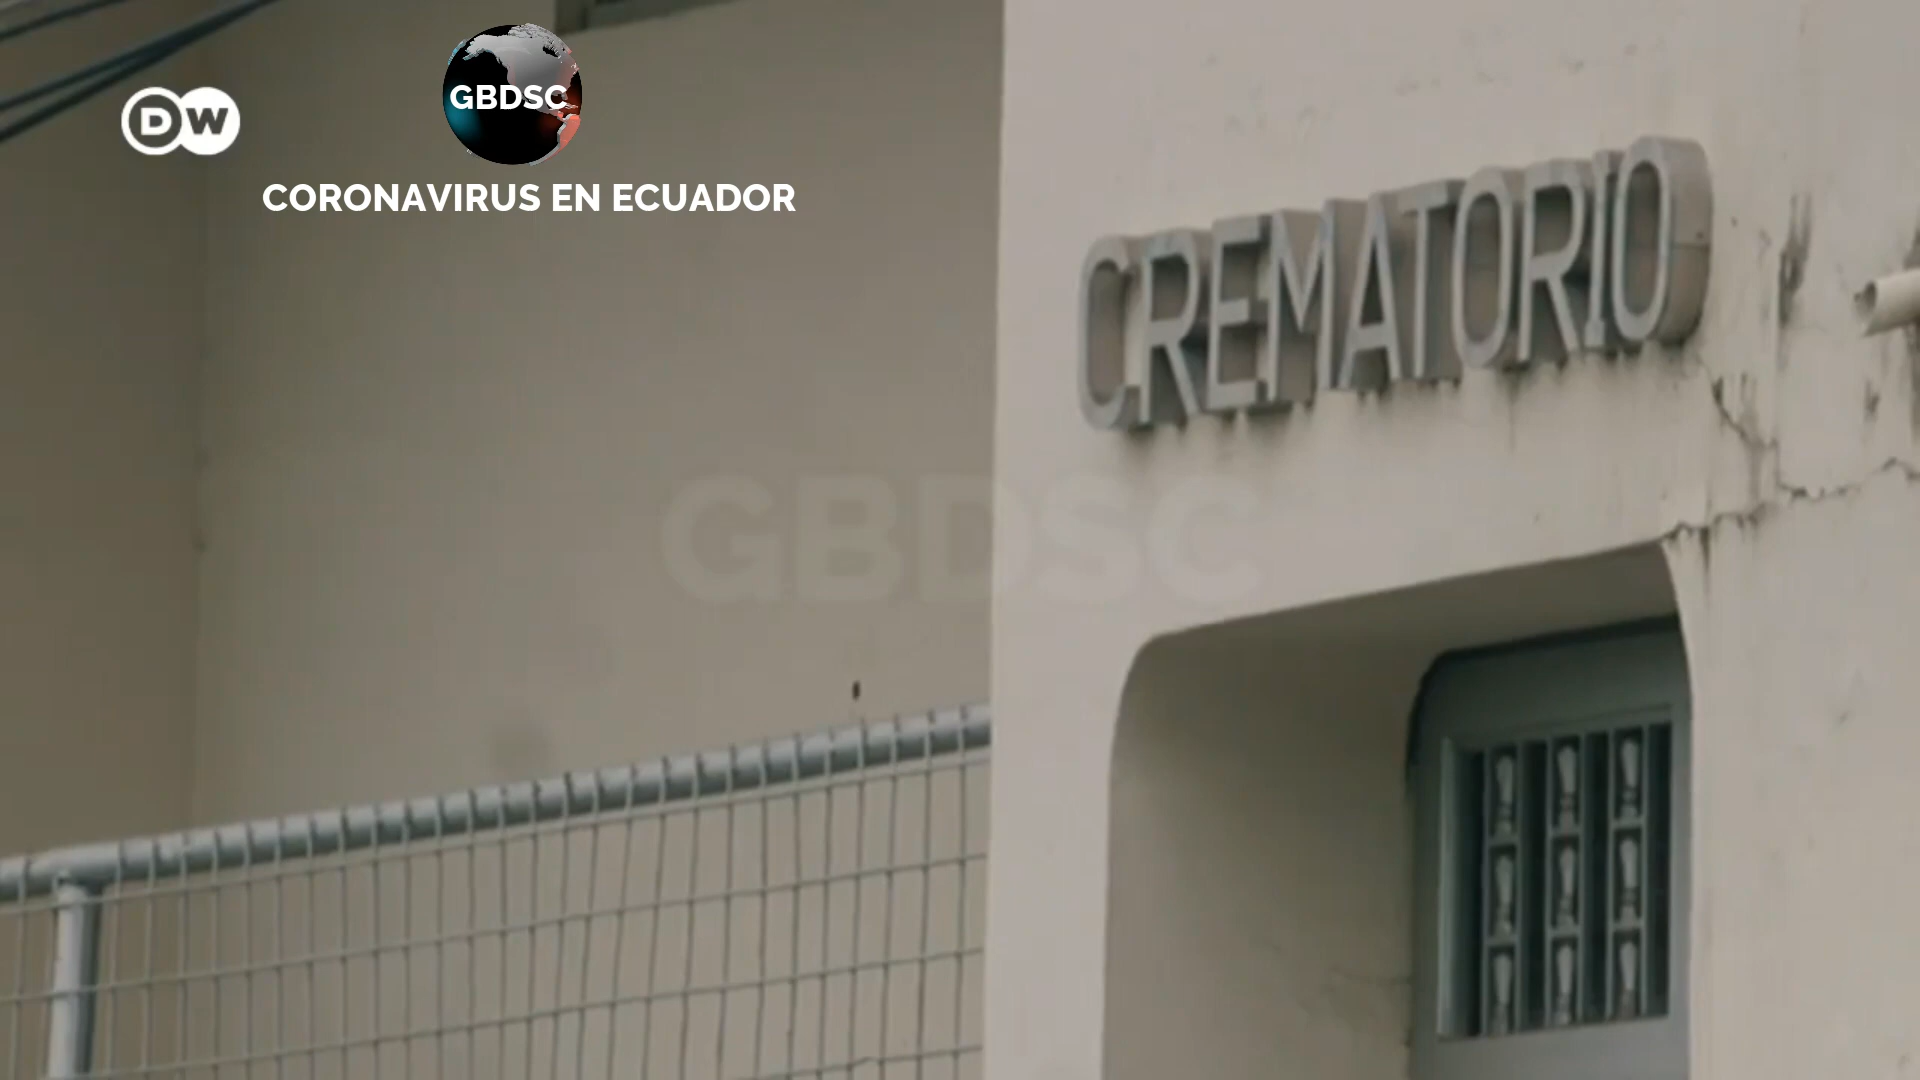 DW
GBDSC
CORONAVIRUS EN ECUADOR
CREMATORIO
GBDSC